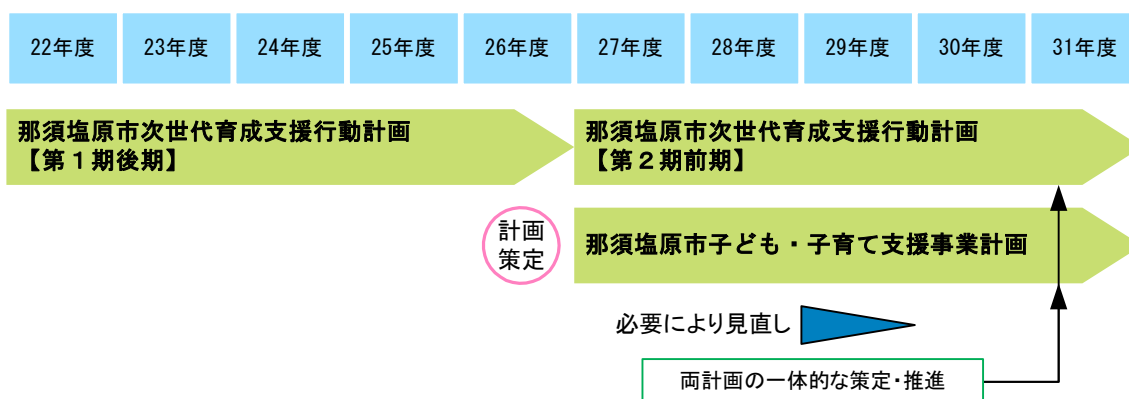 22年度 23年度 24年度 25年度 26年度 27年度 28年度 29年度 30年度 31年度
那須塩原市次世代育成支援行動計画
【第１期後期】
那須塩原市次世代育成支援行動計画
【第２期前期】
計画
策定
那須塩原市子ども・子育て支援事業計画
必要により見直し
両計画の一体的な策定・推進